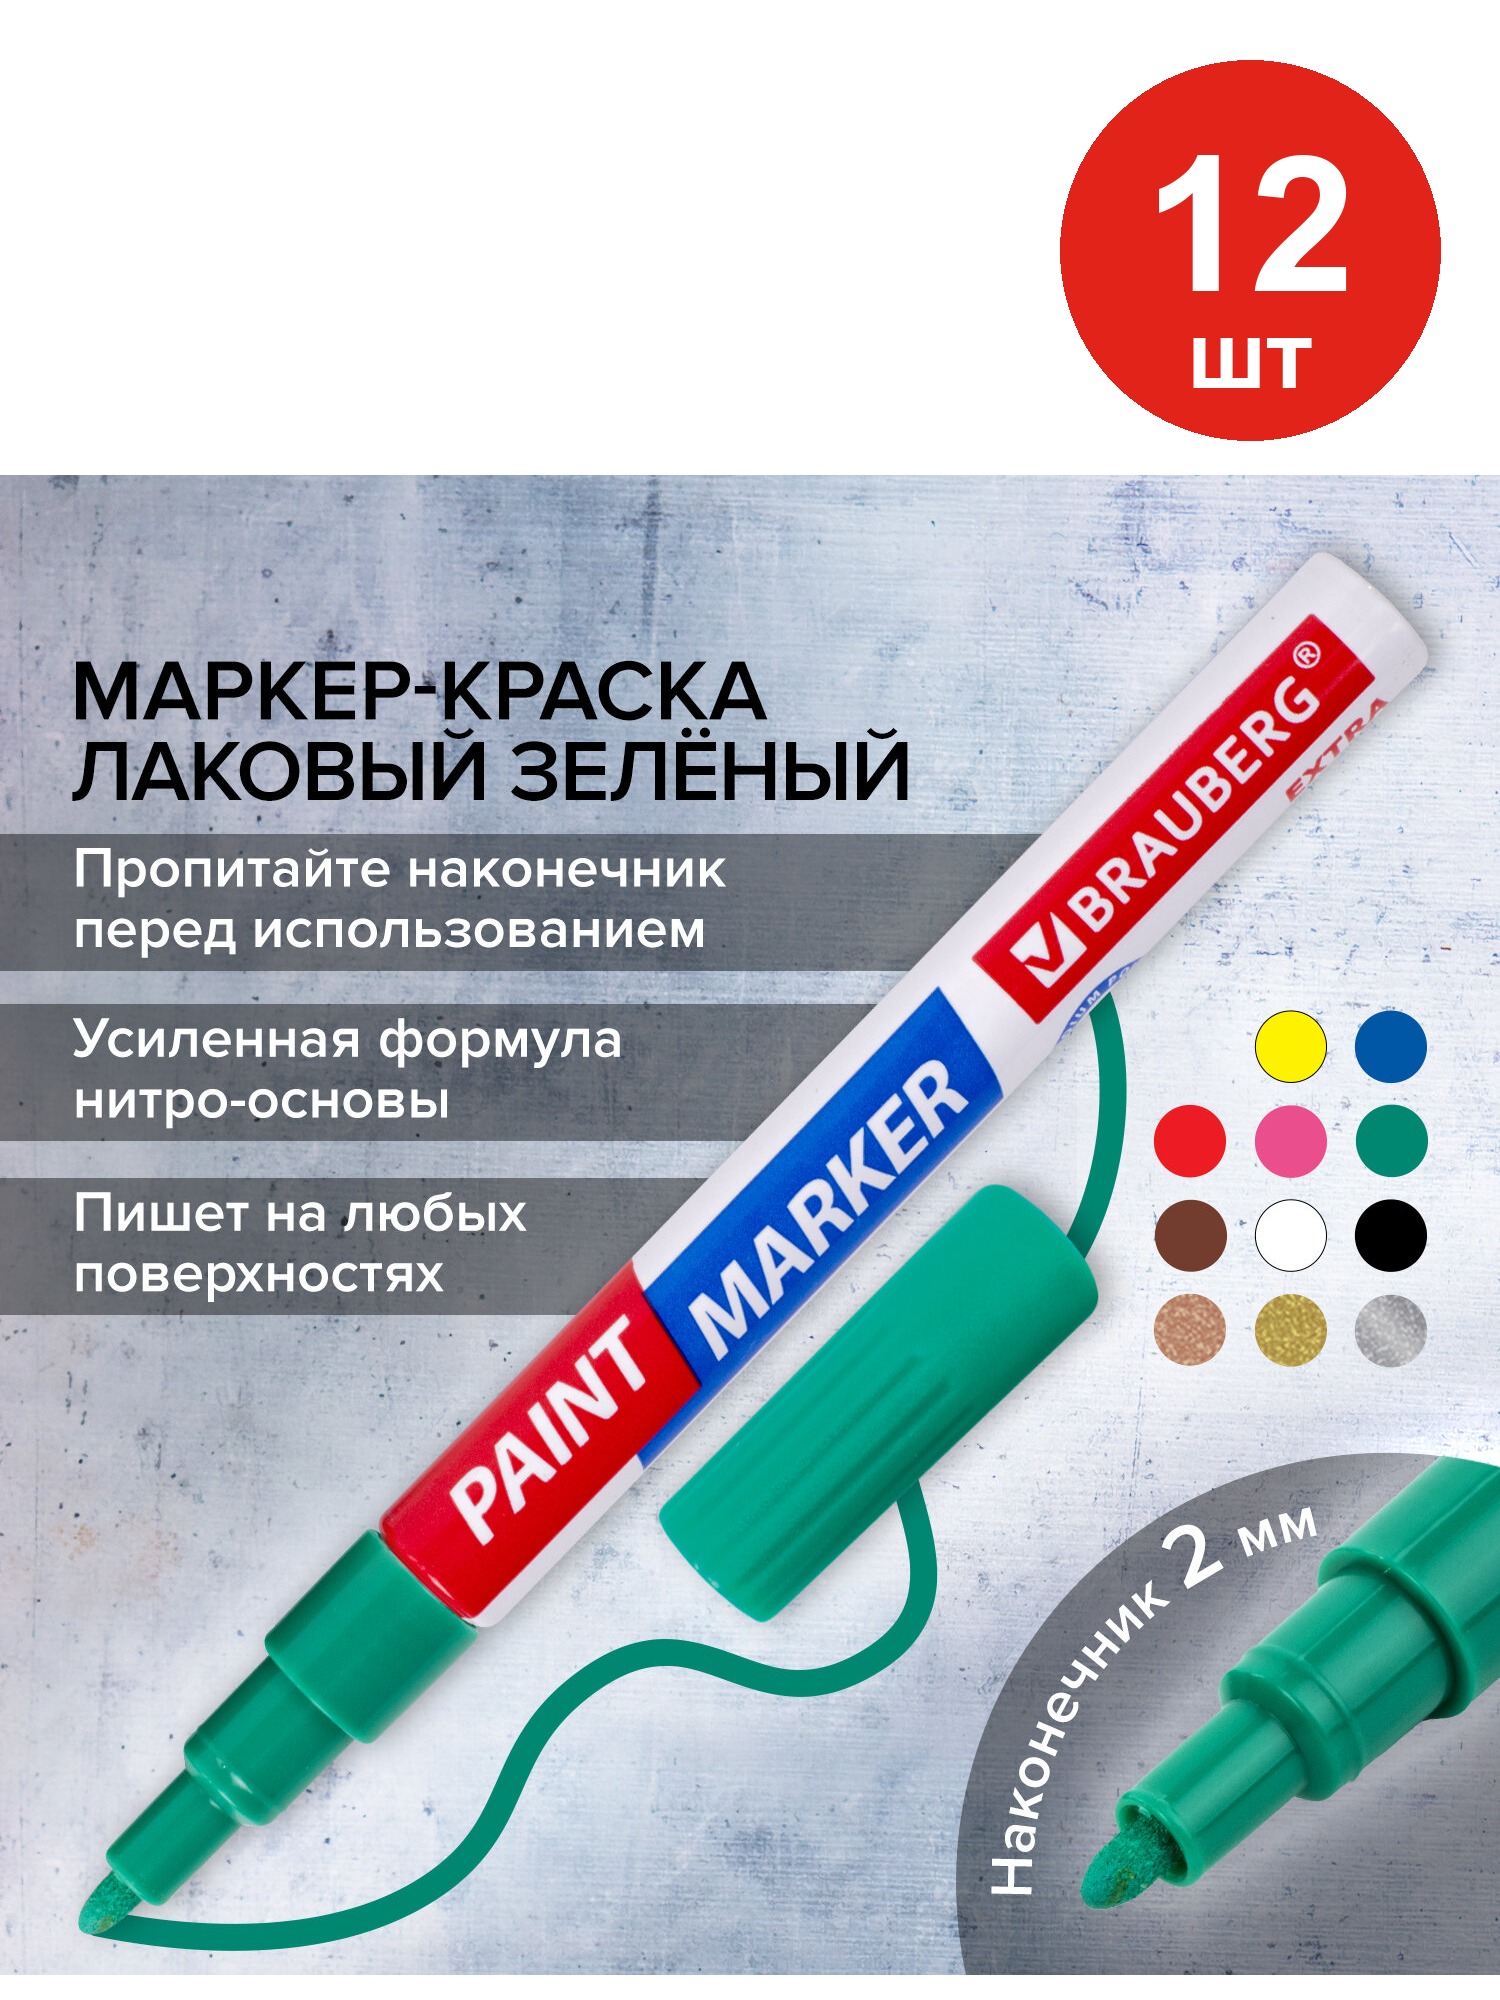 12
шт
МАРКЕР-КРАСКА
ЛАКОВЫЙ ЗЕЛЁНЫЙ
Пропитайте наконечник
перед использованием
Усиленная формула
нитро-основы
Пишет на любых
поверхностях
BRAUBERG®
EXTRA
PAINT MARKER
Наконечник 2 мм